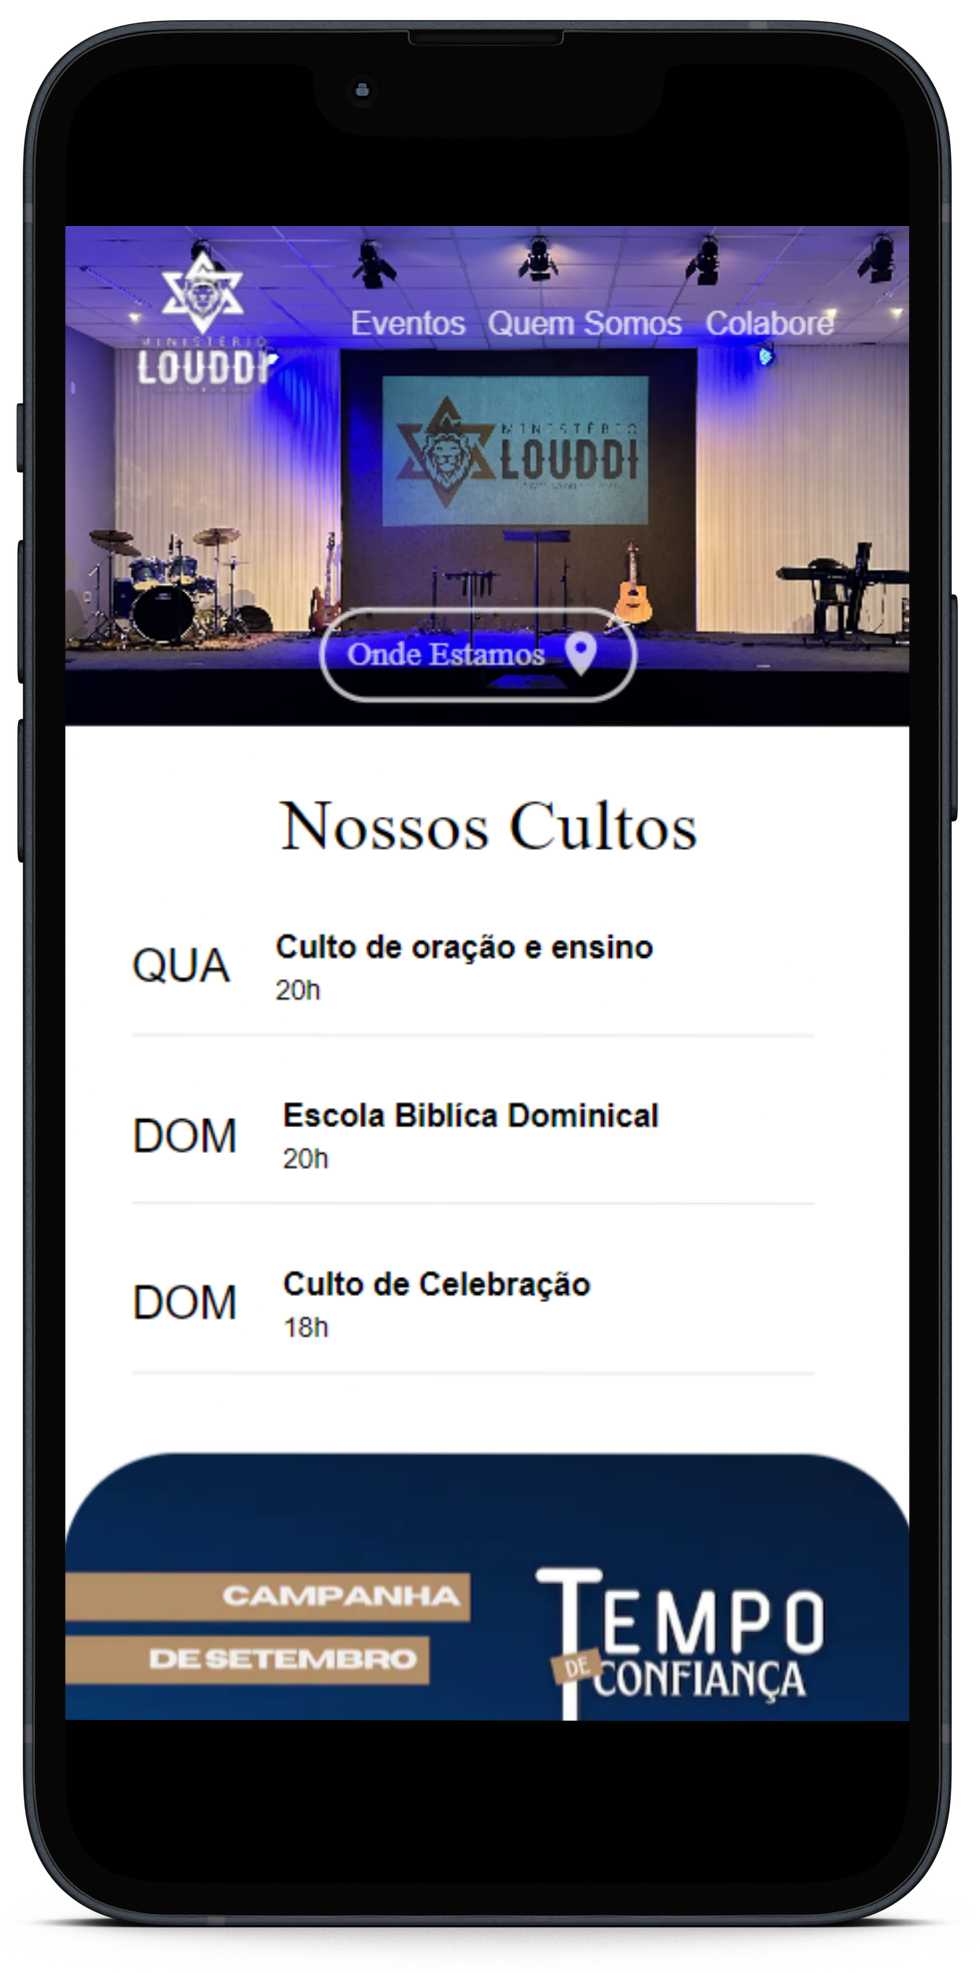 MINISTÉRIO
LOUDDI
Eventos Quem Somos Colabore
MINISTÉRIO
LOUDDI
Onde Estamos
Nossos Cultos
QUA
Culto de oração e ensino
20h
DOM
Escola Biblíca Dominical
20h
DOM
Culto de Celebração
18h
CAMPANHA
DE SETEMBRO
TEMPO
DE CONFIANÇA